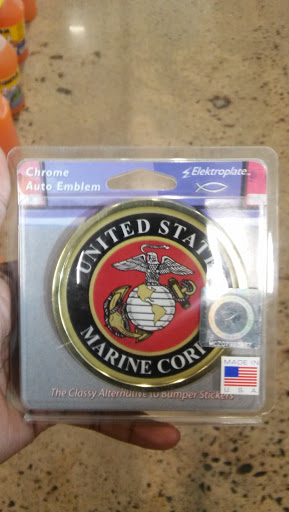 Chrome
Auto Emblem
Elektroplate
UNITED STATE
MARINE CORP
MADE IN
U.S.A
The Classy Alternative to Bumper Stickers